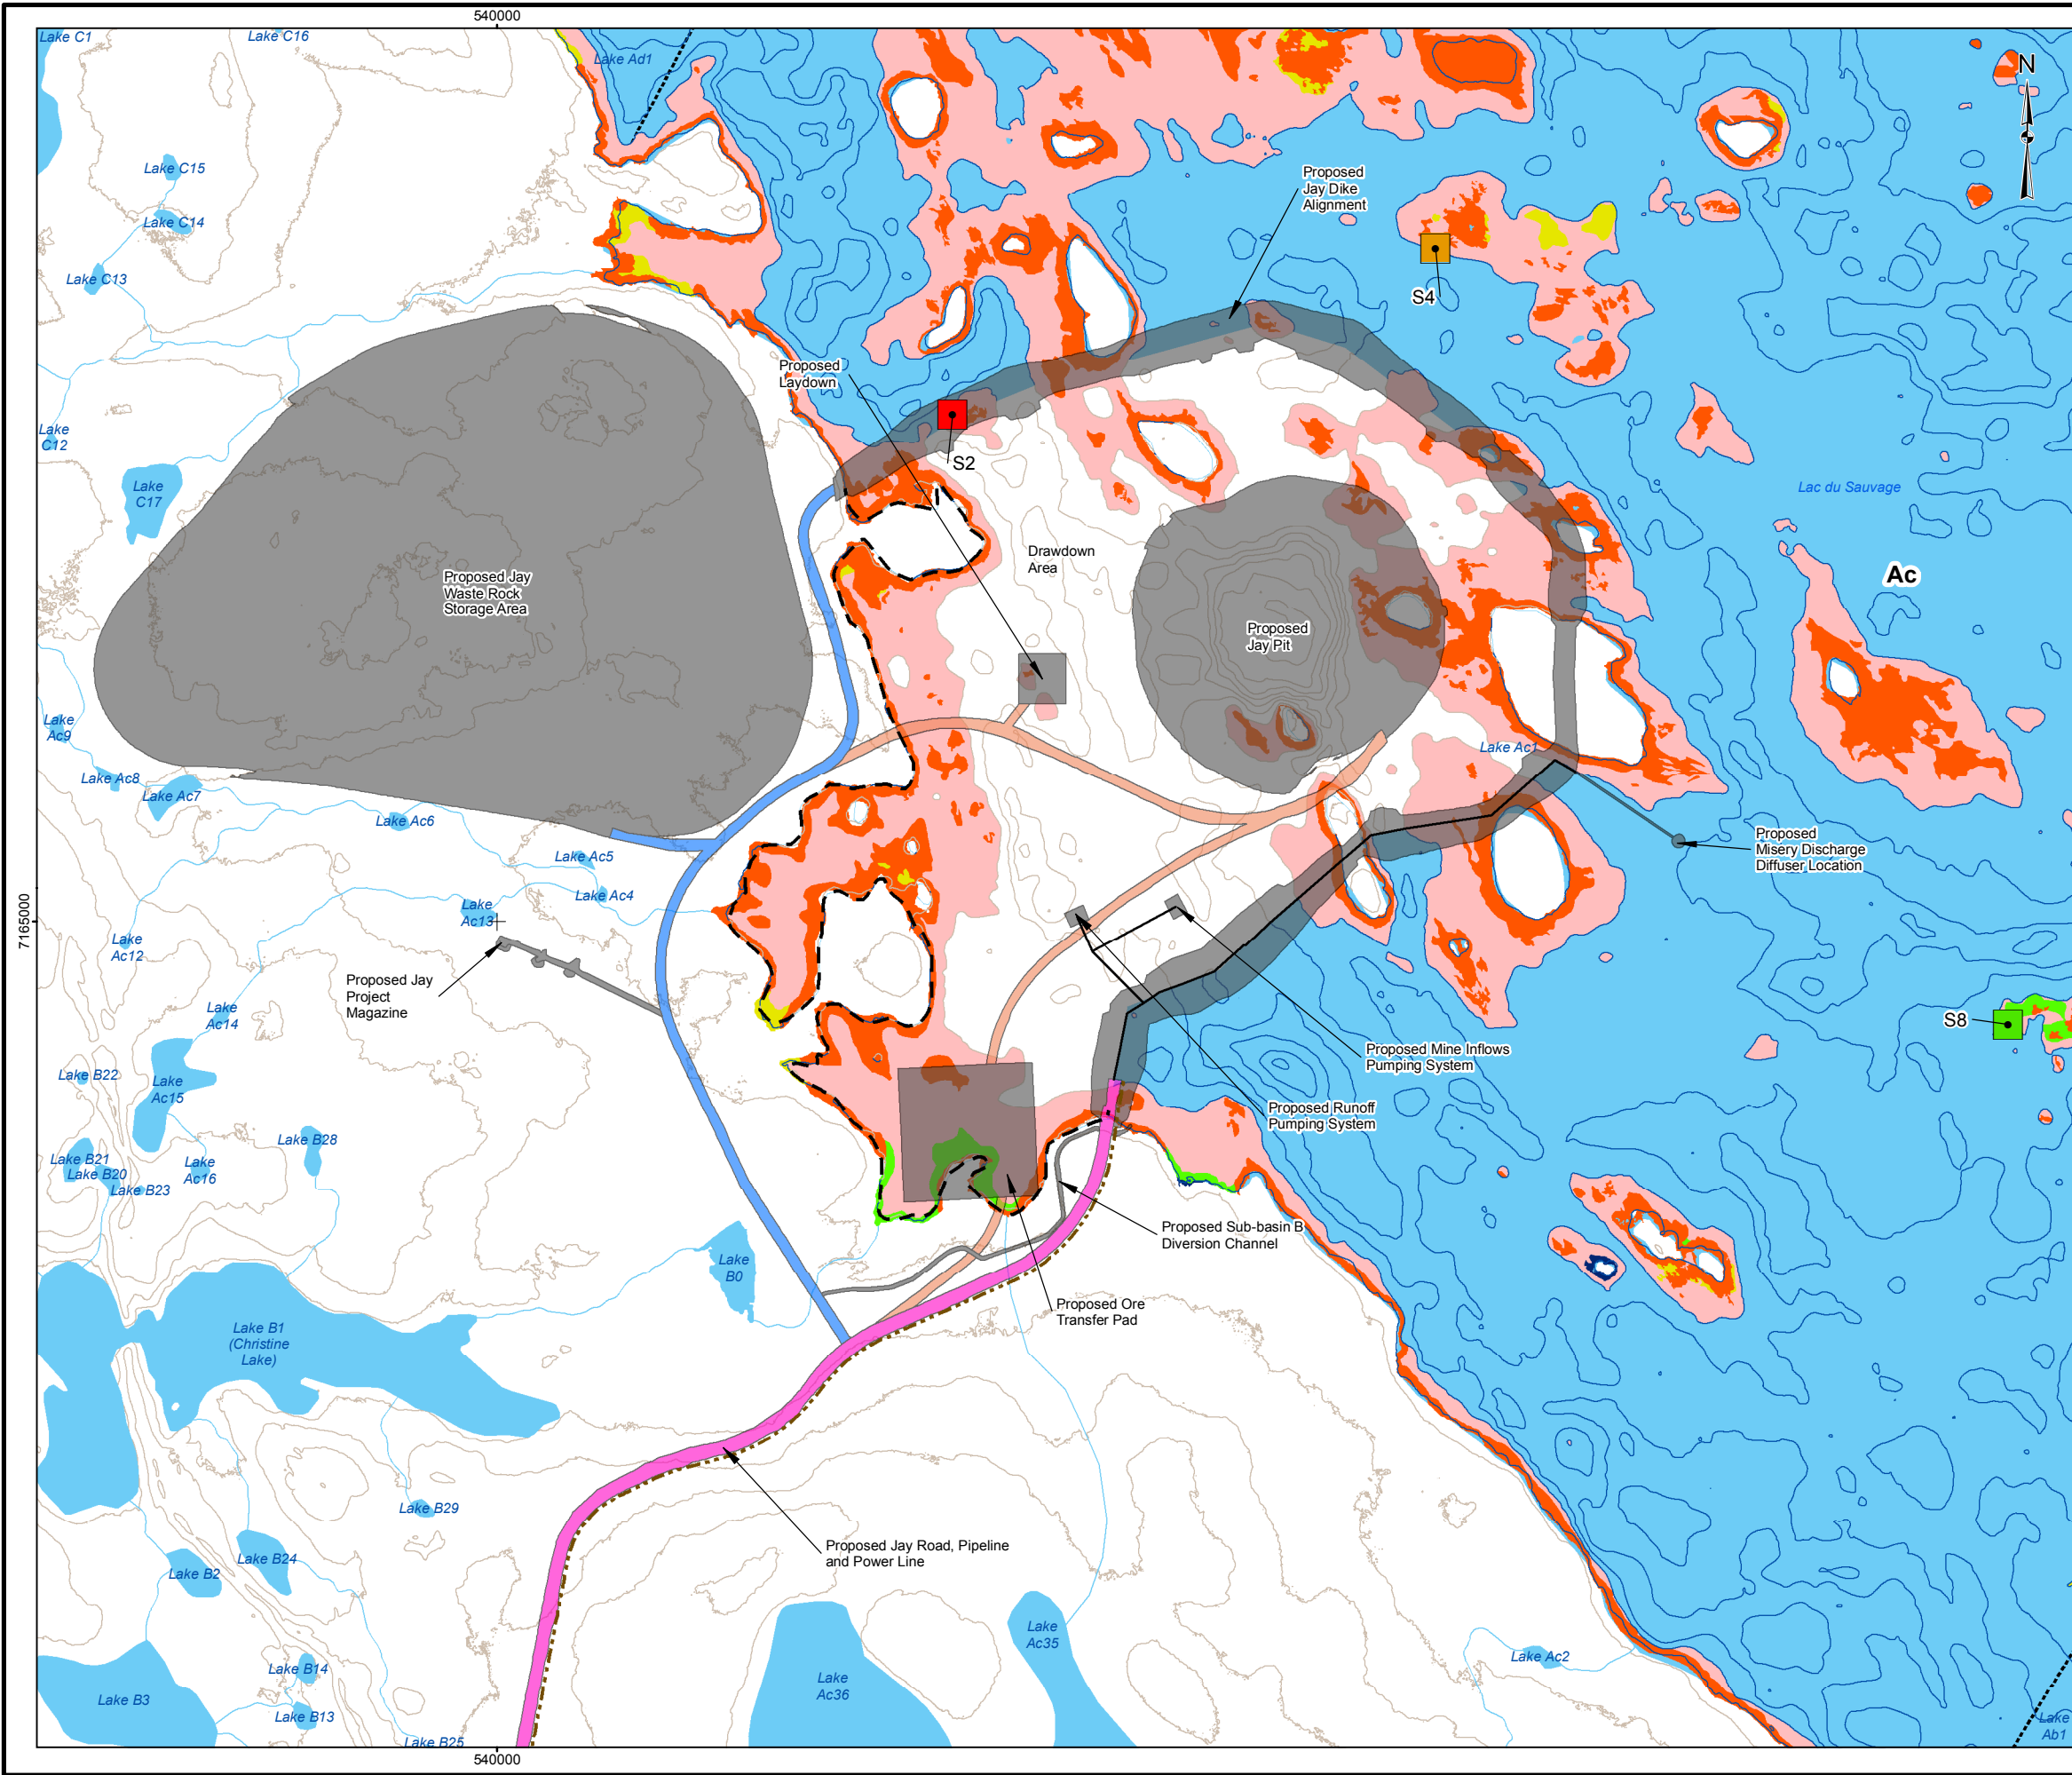 540000
Lake C1
Lake C16
Lake Ad1
N
Lake C15
Lake C14
Lake C13
Proposed
Jay Dike
Alignment
S4
Proposed
Laydown
S2
Lake
C12
Lake
C17
Lac du Sauvage
Drawdown
Area
Ac
Proposed Jay
Waste Rock
Storage Area
Proposed
Jay Pit
Lake
Ac9
Lake Ac1
Lake Ac8
Lake Ac7
Lake Ac6
Proposed
Misery Discharge
Diffuser Location
Lake Ac5
Lake Ac4
Lake
Ac13
7165000
Lake
Ac12
Proposed Jay
Project
Magazine
Lake
Ac14
S8
Proposed Mine Inflows
Pumping System
Lake B22
Lake
Ac15
Proposed Runoff
Pumping System
Lake B28
Lake B21
Lake B20
Lake B23
Lake
Ac16
Proposed Sub-basin B
Diversion Channel
Lake
B0
Proposed Ore
Transfer Pad
Lake B1
(Christine
Lake)
Lake B29
Proposed Jay Road, Pipeline
and Power Line
Lake B24
Lake B2
Lake
Ac35
Lake Ac2
Lake B14
Lake
Ac36
Lake B3
Lake B13
Lake B25
Lake
Ab1
540000